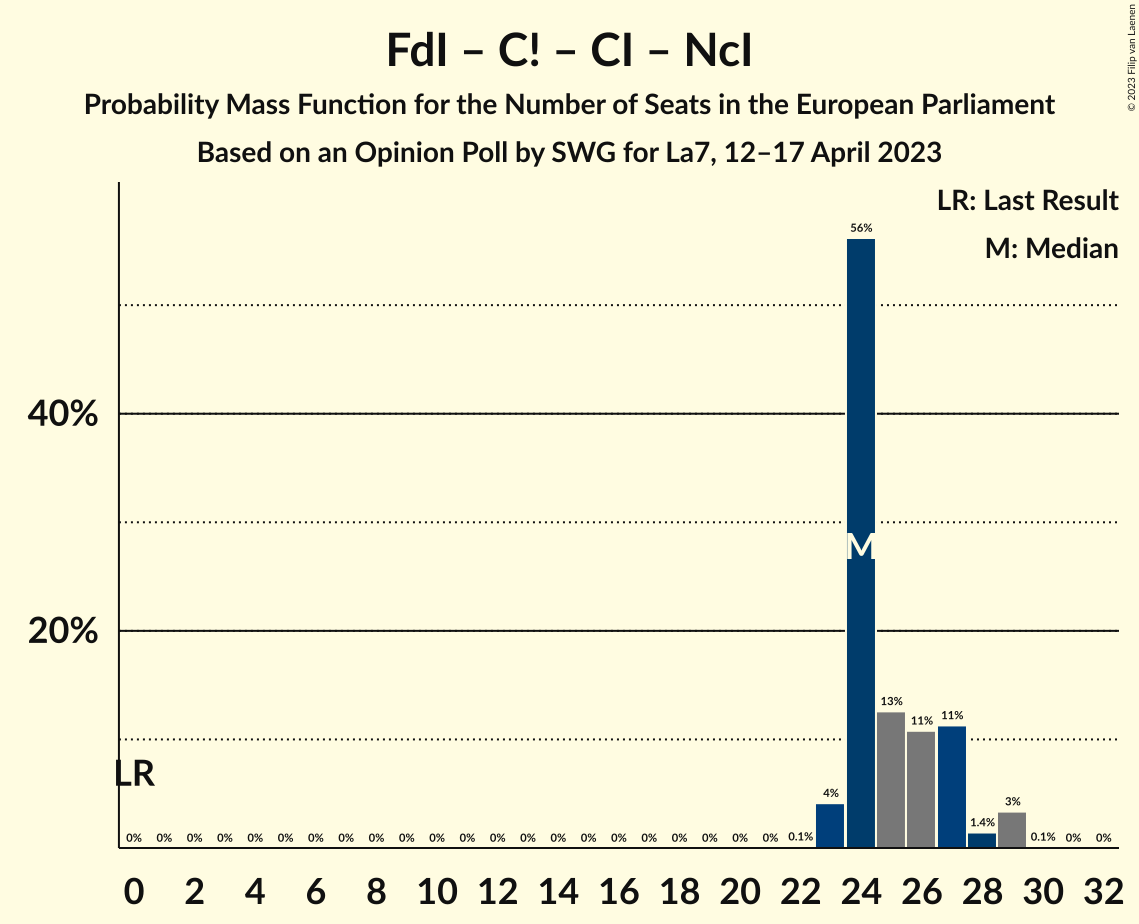 FdI – C! – CI – NcI
Probability Mass Function for the Number of Seats in the European Parliament
Based on an Opinion Poll by SWG for La7, 12–17 April 2023
© 2023 Filip van Laenen
LR: Last Result
M: Median
40%
20%
LR
M
0% 0% 0% 0% 0% 0% 0% 0% 0% 0% 0% 0% 0% 0% 0% 0% 0% 0% 0% 0% 0% 0% 0.1% 4% 56% 13% 11% 11% 1.4% 3% 0.1% 0% 0%
0 2 4 6 8 10 12 14 16 18 20 22 24 26 28 30 32